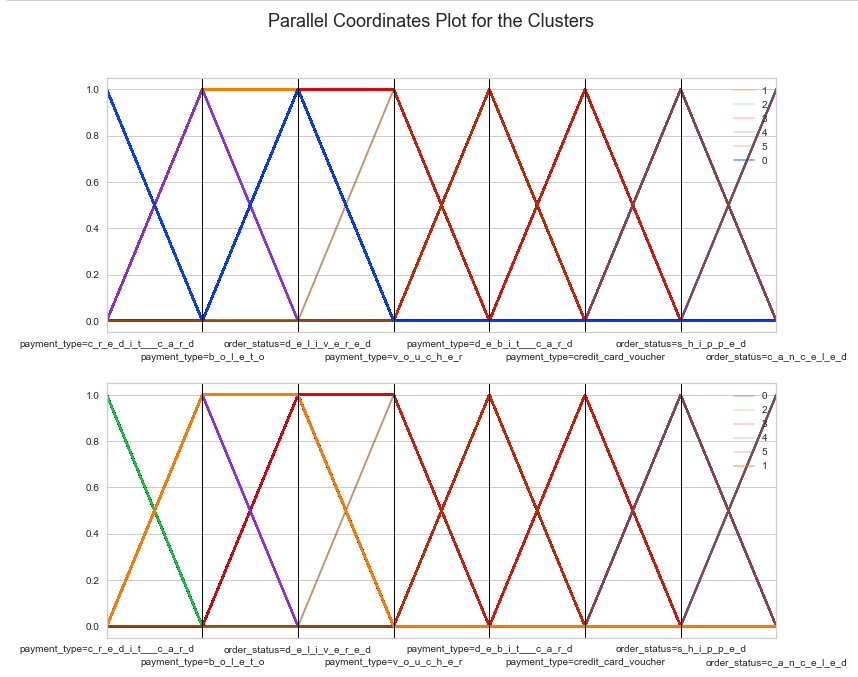 Parallel Coordinates Plot for the Clusters
1.0
0.8
0.6
0.4
0.2
0.0
1
2
3
4
5
0
payment_type=c_r_e_d_i_t___c_a_r_d
order_status=d_e_l_i_v_e_r_e_d
payment_type=d_e_b_i_t___c_a_r_d
order_status=s_h_i_p_p_e_d
payment_type=b_o_l_e_t_o
payment_type=v_o_u_c_h_e_r
payment_type=credit_card_voucher
order_status=c_a_n_c_e_l_e_d
1.0
0.8
0.6
0.4
0.2
0.0
0
2
3
4
5
1
payment_type=c_r_e_d_i_t___c_a_r_d
order_status=d_e_l_i_v_e_r_e_d
payment_type=d_e_b_i_t___c_a_r_d
order_status=s_h_i_p_p_e_d
payment_type=b_o_l_e_t_o
payment_type=v_o_u_c_h_e_r
payment_type=credit_card_voucher
order_status=c_a_n_c_e_l_e_d